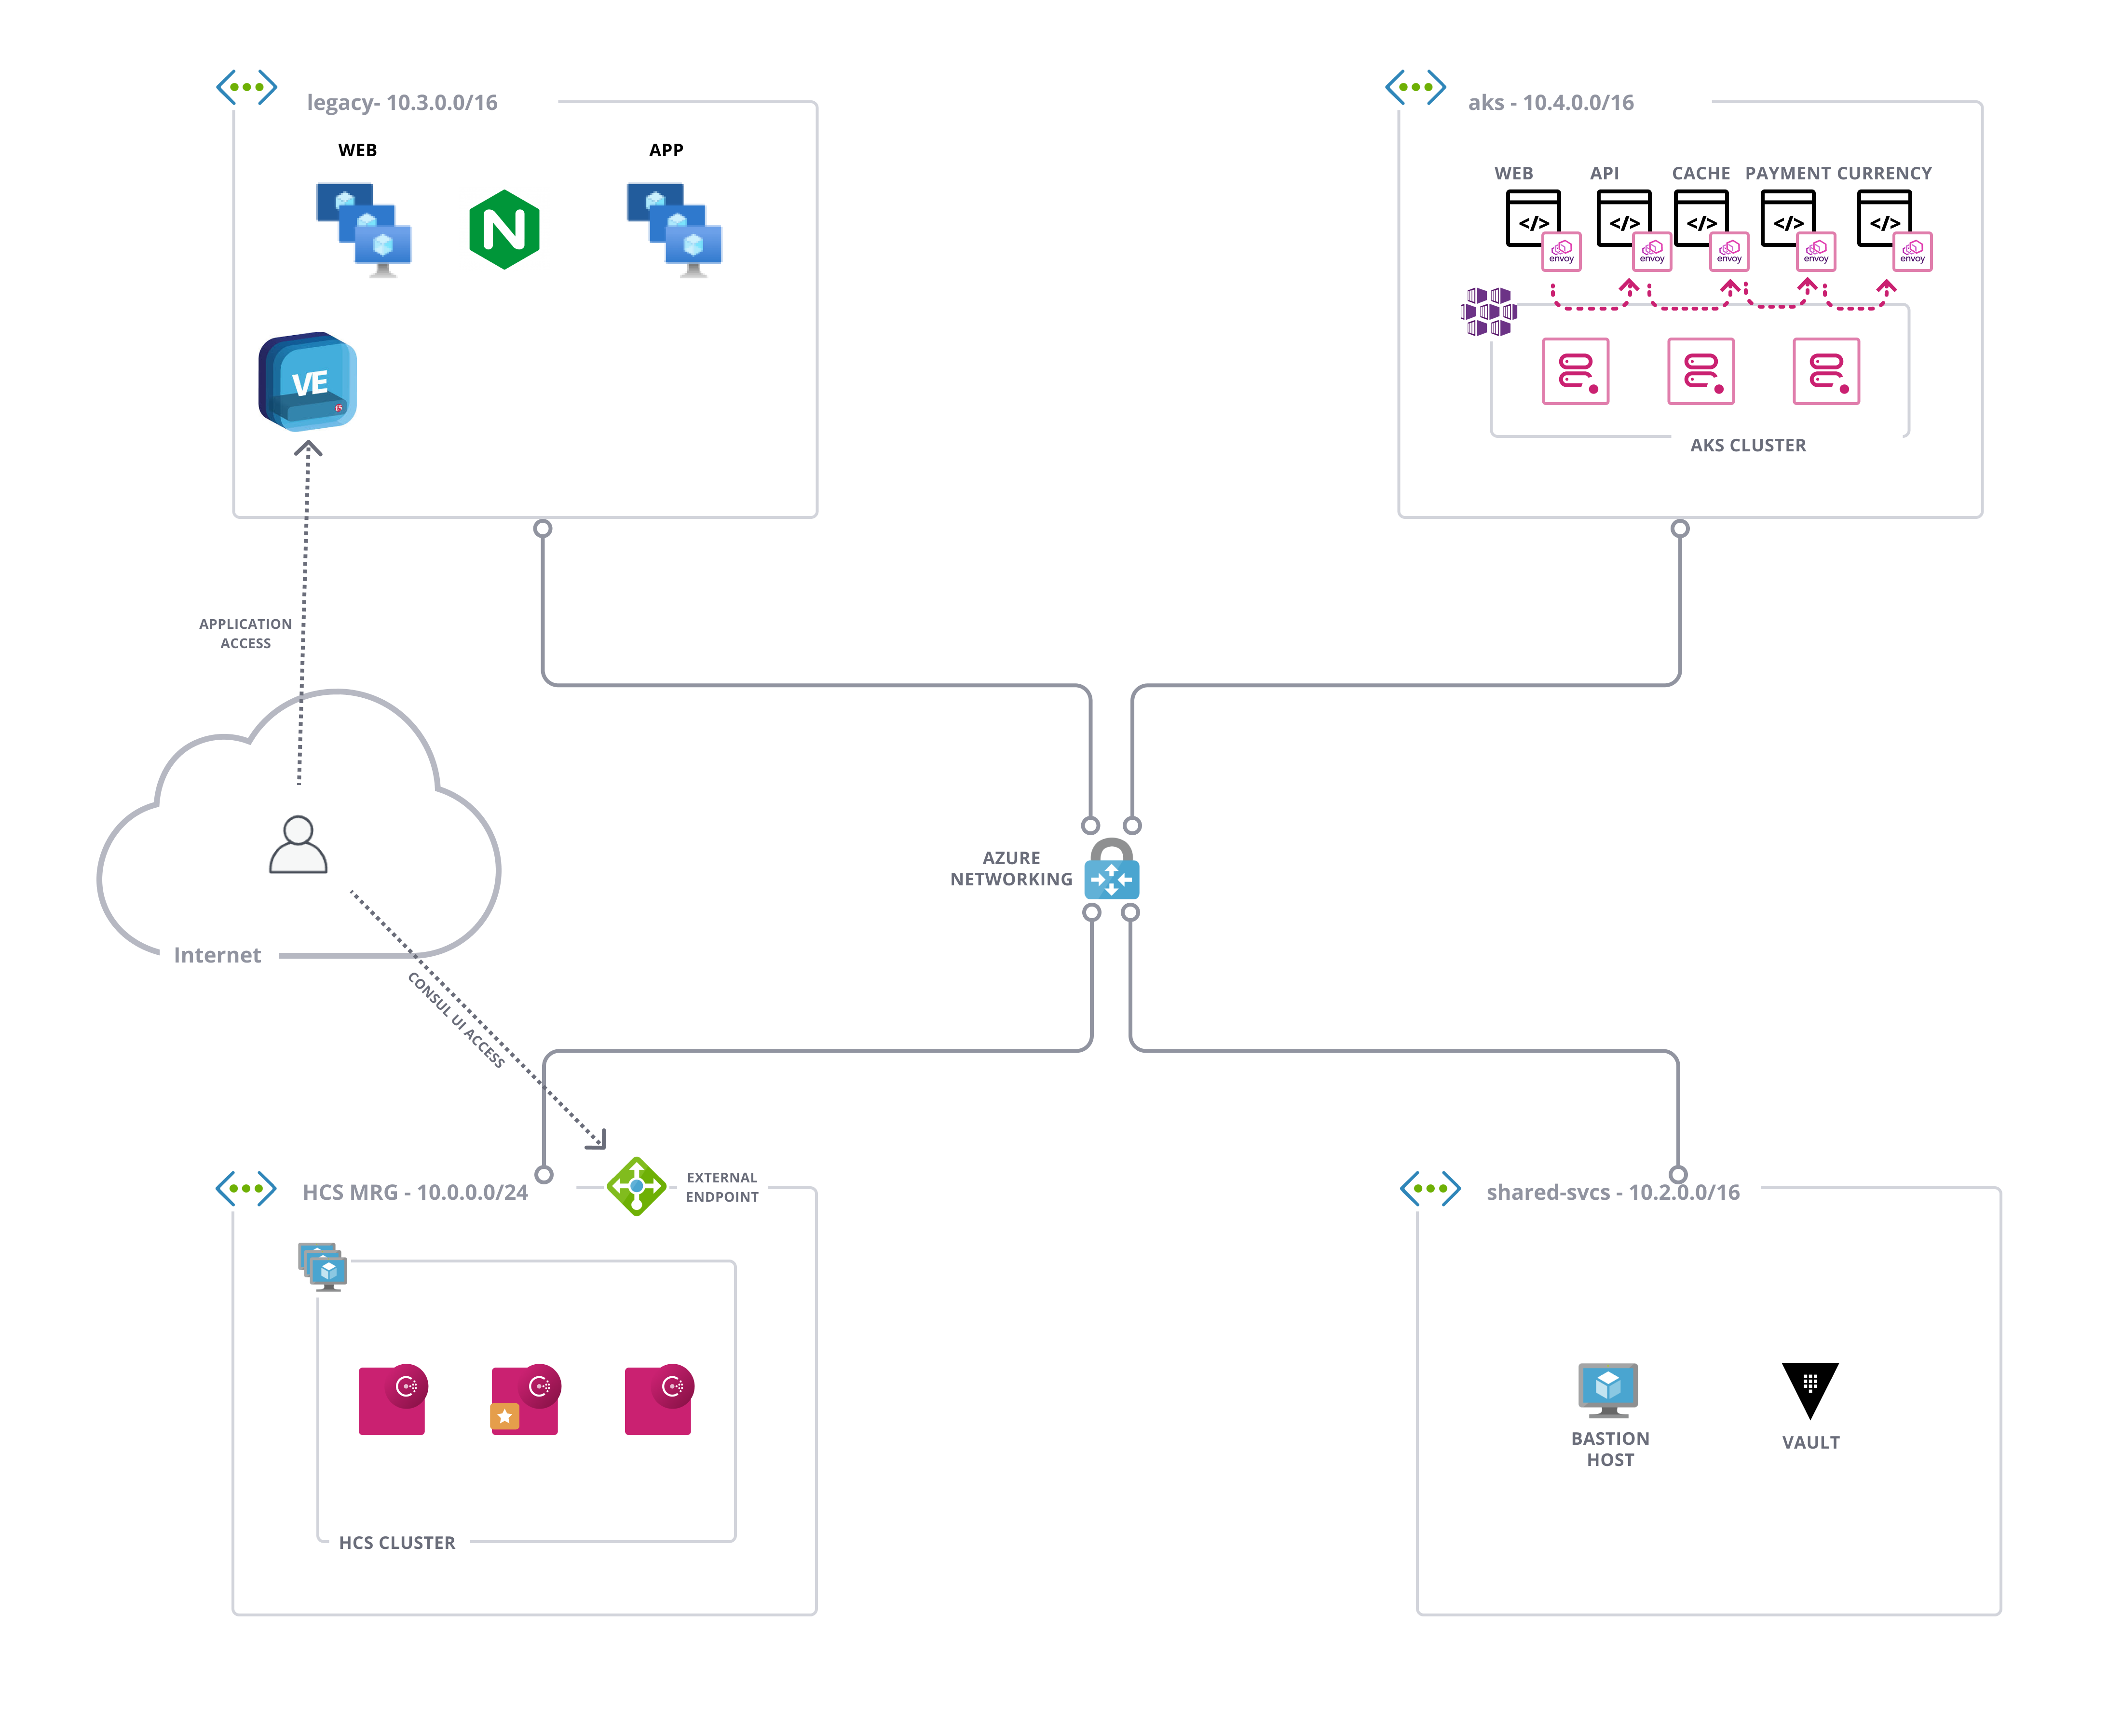 legacy- 10.3.0.0/16
WEB
APP
VE
f5
aks - 10.4.0.0/16
WEB API CACHE PAYMENT CURRENCY
</> </> </> </> </>
envoy envoy envoy envoy envoy
AKS CLUSTER
APPLICATION
ACCESS
Internet
CONSUL UI ACCESS
AZURE
NETWORKING
HCS MRG - 10.0.0.0/24
EXTERNAL
ENDPOINT
HCS CLUSTER
shared-svcs - 10.2.0.0/16
BASTION
HOST
VAULT